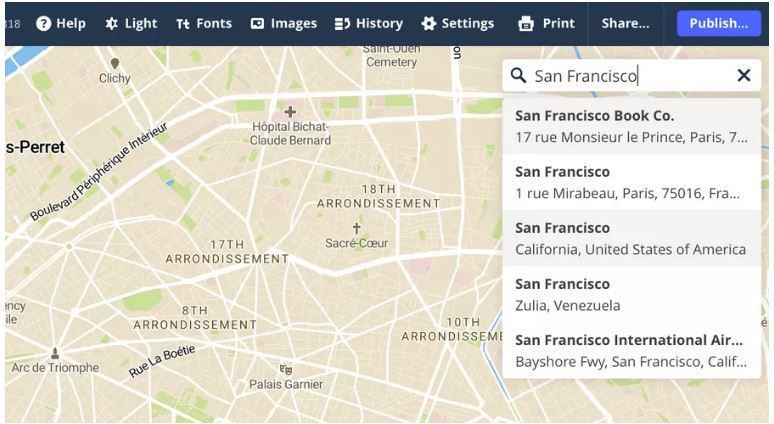 318 Help Light Fonts Images History Settings Print Share... Publish...
Saint-Ouen
Cemetery
Clichy
San Francisco
San Francisco Book Co.
17 rue Monsieur le Prince, Paris, 7...
San Francisco
1 rue Mirabeau, Paris, 75016, Fra...
San Francisco
California, United States of America
San Francisco
Zulia, Venezuela
San Francisco International Air...
Bayshore Fwy, San Francisco, Calif...
Hôpital Bichat-
Claude Bernard
s-Perret
Boulevard Périphérique Intérieur
18TH
ARRONDISSEMENT
Sacré-Cœur
17TH
ARRONDISSEMENT
8TH
ARRONDISSEMENT
10TH
ARRONDISSEME
Arc de Triomphe
Rue La Boétie
Palais Garnier